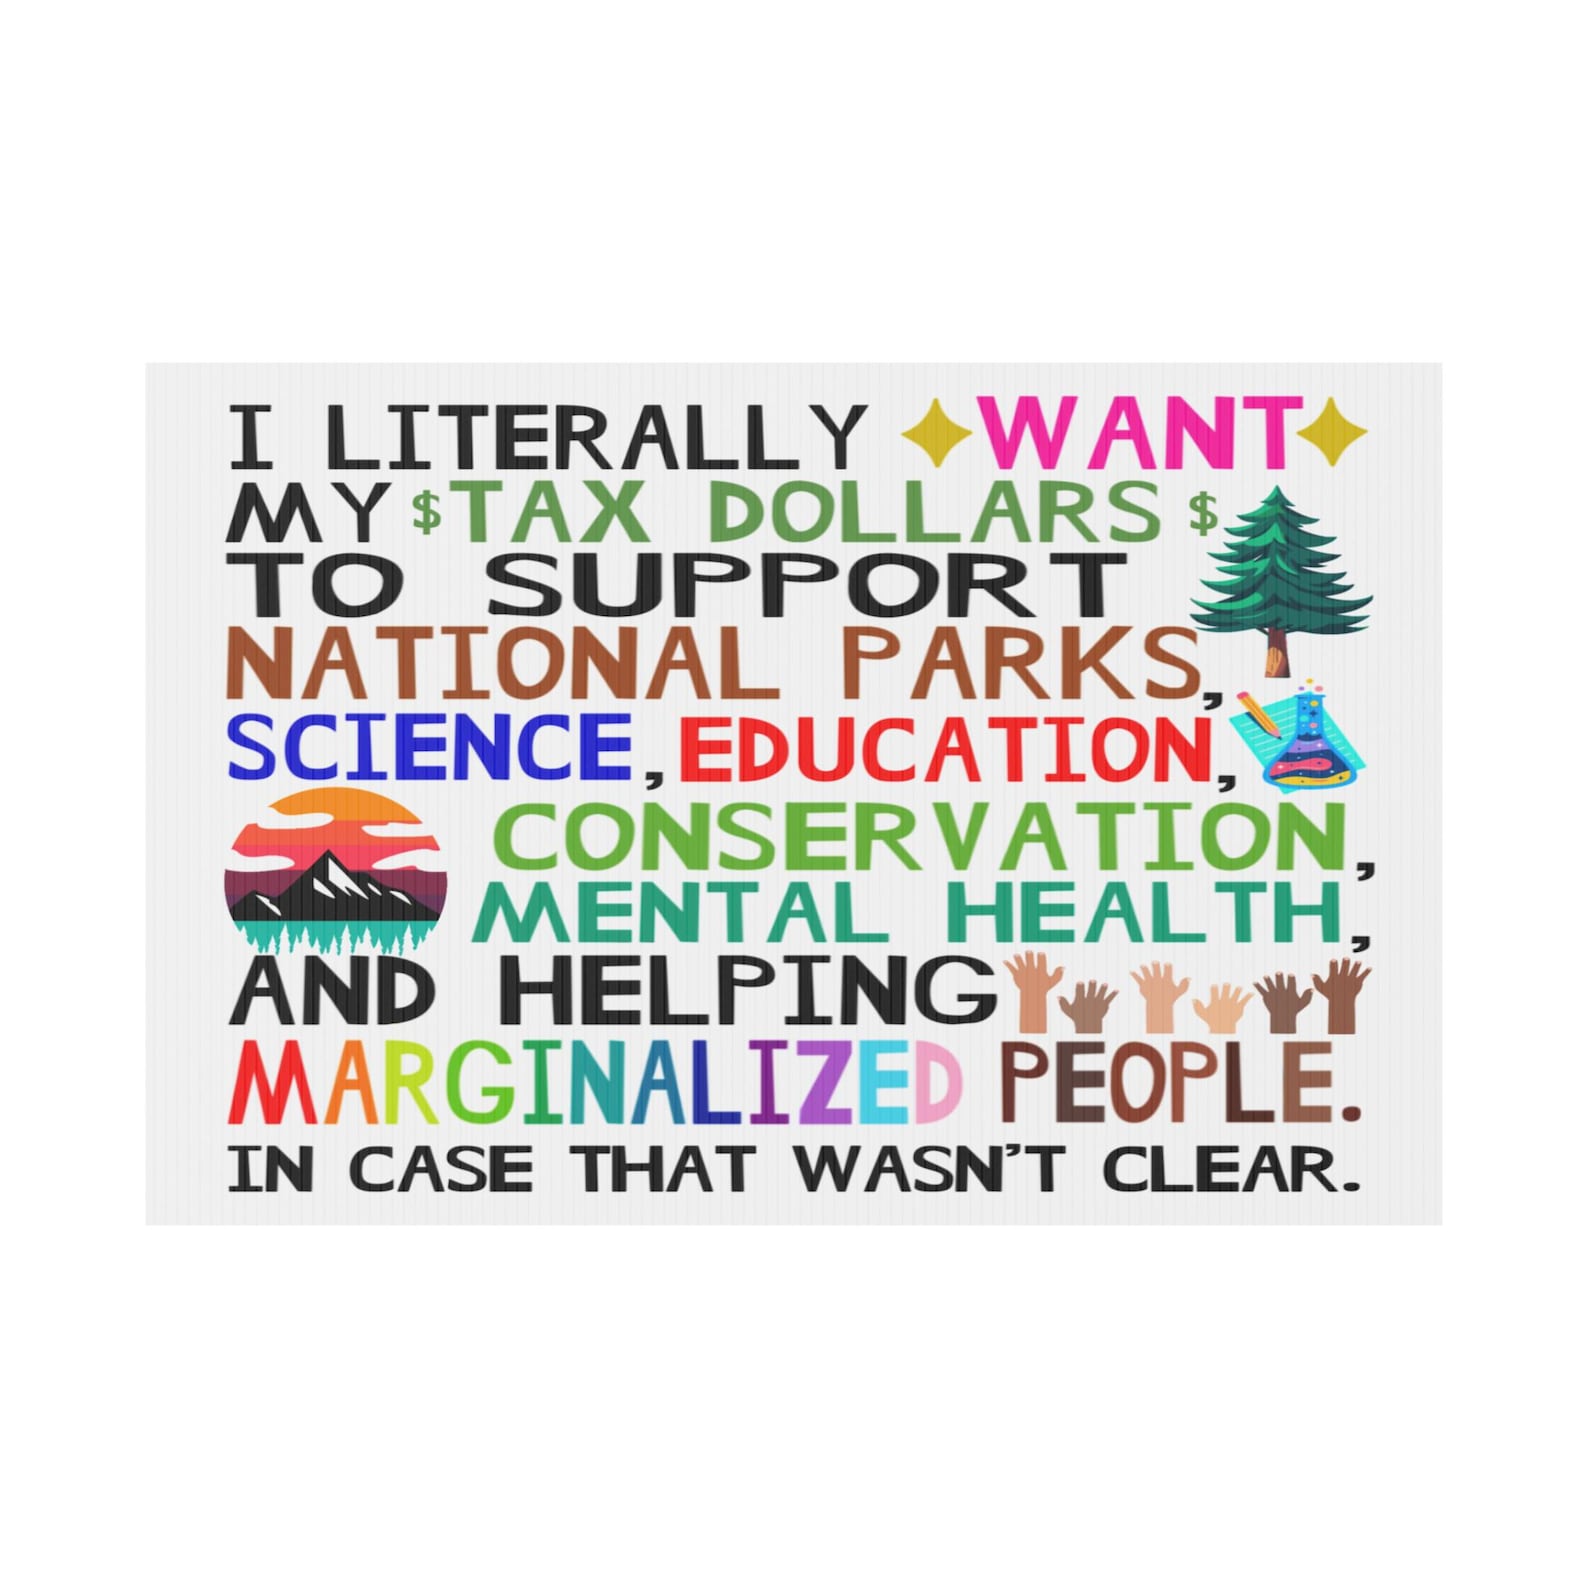 I LITERALLY WANT
MY $TAX DOLLARS $
TO SUPPORT
NATIONAL PARKS,
SCIENCE, EDUCATION,
CONSERVATION,
MENTAL HEALTH,
AND HELPING
MARGINALIZED PEOPLE.
IN CASE THAT WASN'T CLEAR.